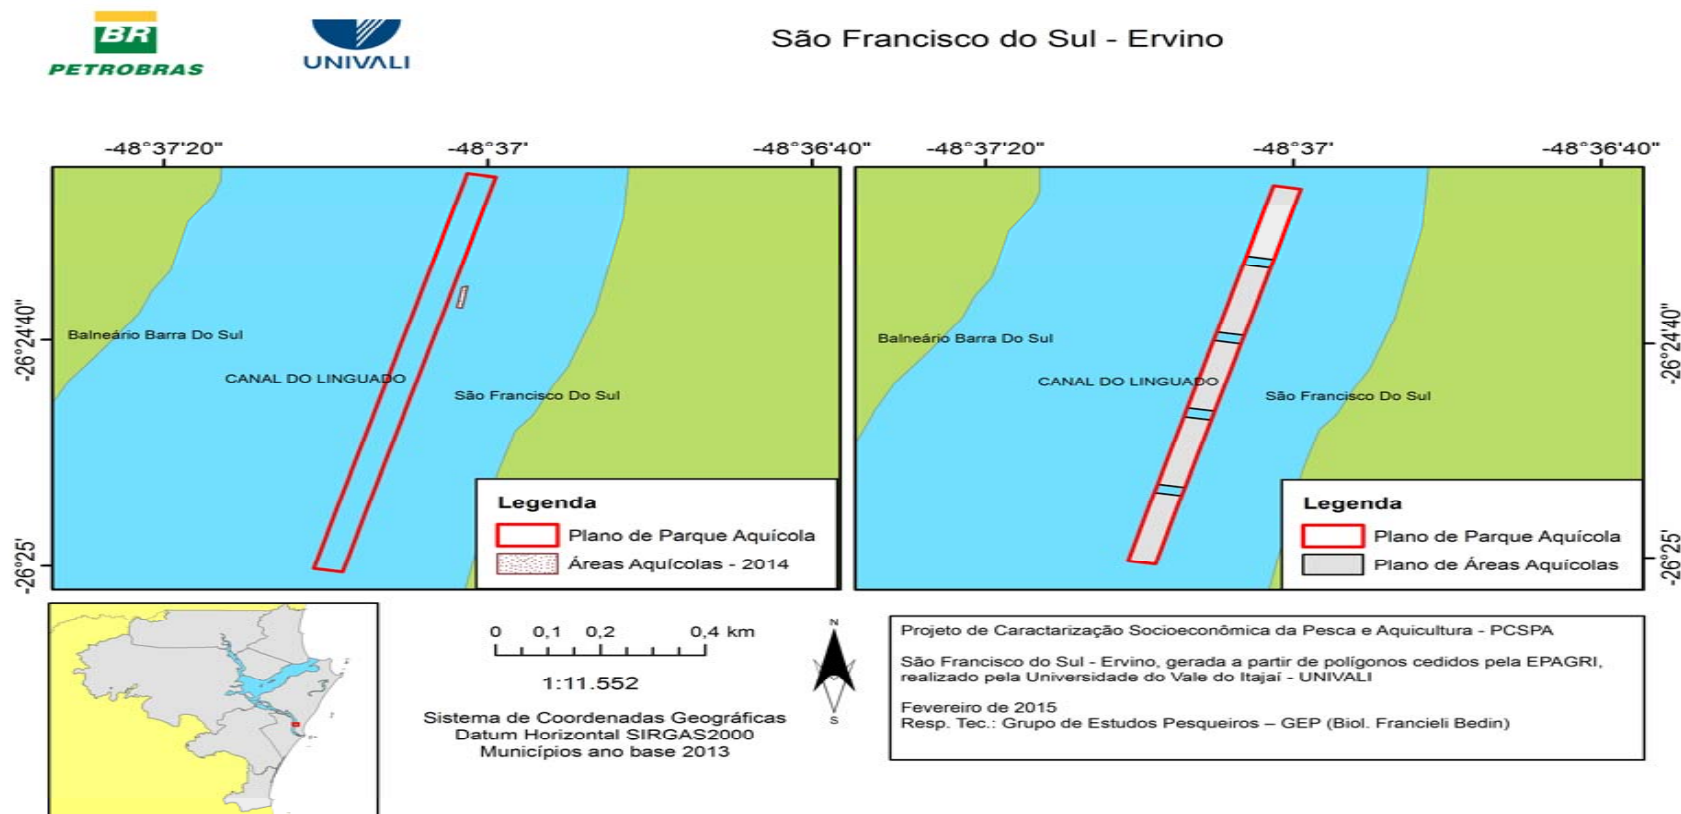 BR
PETROBRAS
UNIVALI
São Francisco do Sul - Ervino
-48°37'20"
-48°37'
-48°36'40"
-26°24'40"
-26°25'
Balneário Barra Do Sul
CANAL DO LINGUADO
São Francisco Do Sul
Legenda
Plano de Parque Aquícola
Áreas Aquícolas - 2014
-48°37'20"
-48°37'
-48°36'40"
Balneário Barra Do Sul
CANAL DO LINGUADO
São Francisco Do Sul
-26°24'40"
-26°25'
Legenda
Plano de Parque Aquícola
Plano de Áreas Aquícolas
0 0,1 0,2 0,4 km
1:11.552
Sistema de Coordenadas Geográficas
Datum Horizontal SIRGAS2000
Municípios ano base 2013
N
S
Projeto de Caractarização Socioeconômica da Pesca e Aquicultura - PCSPA
São Francisco do Sul - Ervino, gerada a partir de polígonos cedidos pela EPAGRI,
realizado pela Universidade do Vale do Itajaí - UNIVALI
Fevereiro de 2015
Resp. Tec.: Grupo de Estudos Pesqueiros – GEP (Biol. Francieli Bedin)